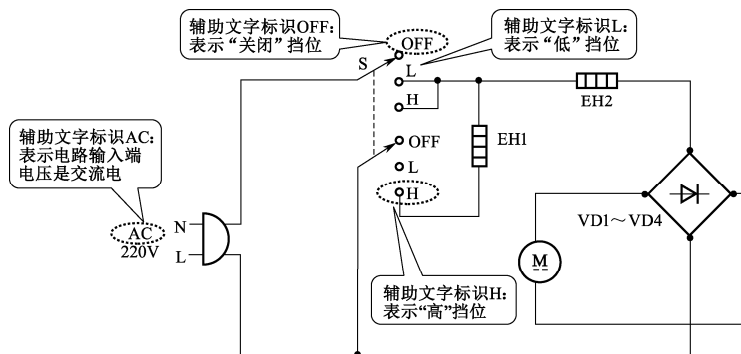 辅助文字标识OFF：
表示“关闭”挡位
OFF
辅助文字标识L：
表示“低”挡位
S
L
H
EH2
辅助文字标识AC：
表示电路输入端
电压是交流电
OFF
EH1
L
H
N
AC
220V
L
VD1～VD4
M
辅助文字标识H：
表示“高”挡位